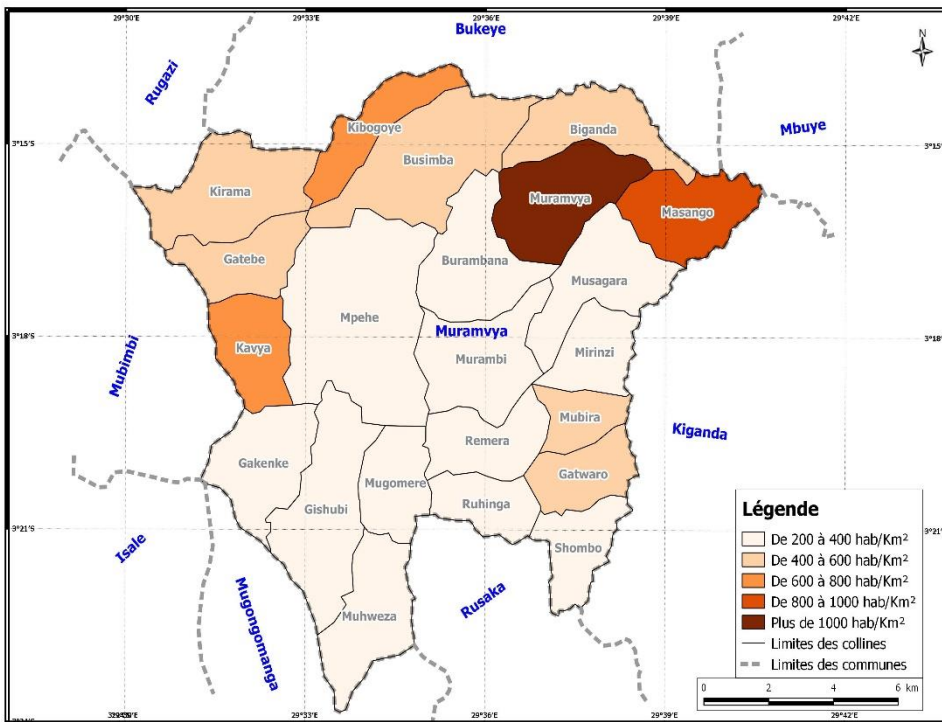 29°30'E
29°33'E
29°36'E
29°39'E
29°42'E
Bukeye
N
Rugazi
Kibogoye
Biganda
Mbuye
3°15'S
3°15'S
Busimba
Kirama
Muramvya
Masango
Gatebe
Burambana
Musagara
Mpehe
Muramvya
3°18'S
3°18'S
Kavya
Murambi
Mirinzi
Mubimbi
Mubira
Kiganda
Remera
Gakenke
Mugomere
Gatwaro
Gishubi
Ruhinga
3°21'S
3°21'S
Isale
Shombo
Rusaka
Mugongomanga
Muhweza
Légende
De 200 à 400 hab/Km²
De 400 à 600 hab/Km²
De 600 à 800 hab/Km²
De 800 à 1000 hab/Km²
Plus de 1000 hab/Km²
Limites des collines
Limites des communes
0 2 4 6 km
29°33'E
29°36'E
29°39'E
29°42'E